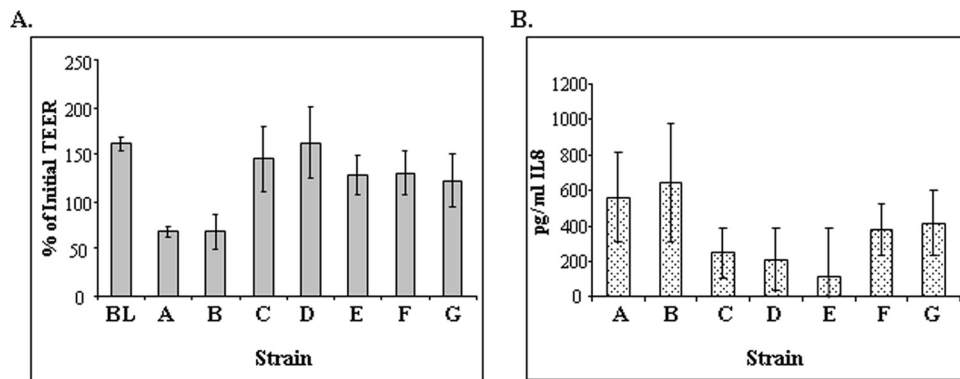 A.
250
200
150
100
50
0
% of Initial TEER
BL A B C D E F G
Strain
B.
1200
1000
800
600
400
200
0
pg/ml IL8
A B C D E F G
Strain